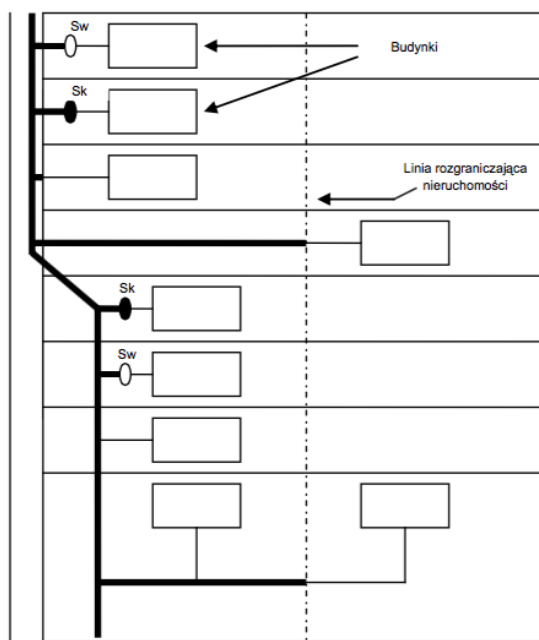 Sw
Budynki
Sk
Linia rozgraniczająca
nieruchomości
Sk
Sw